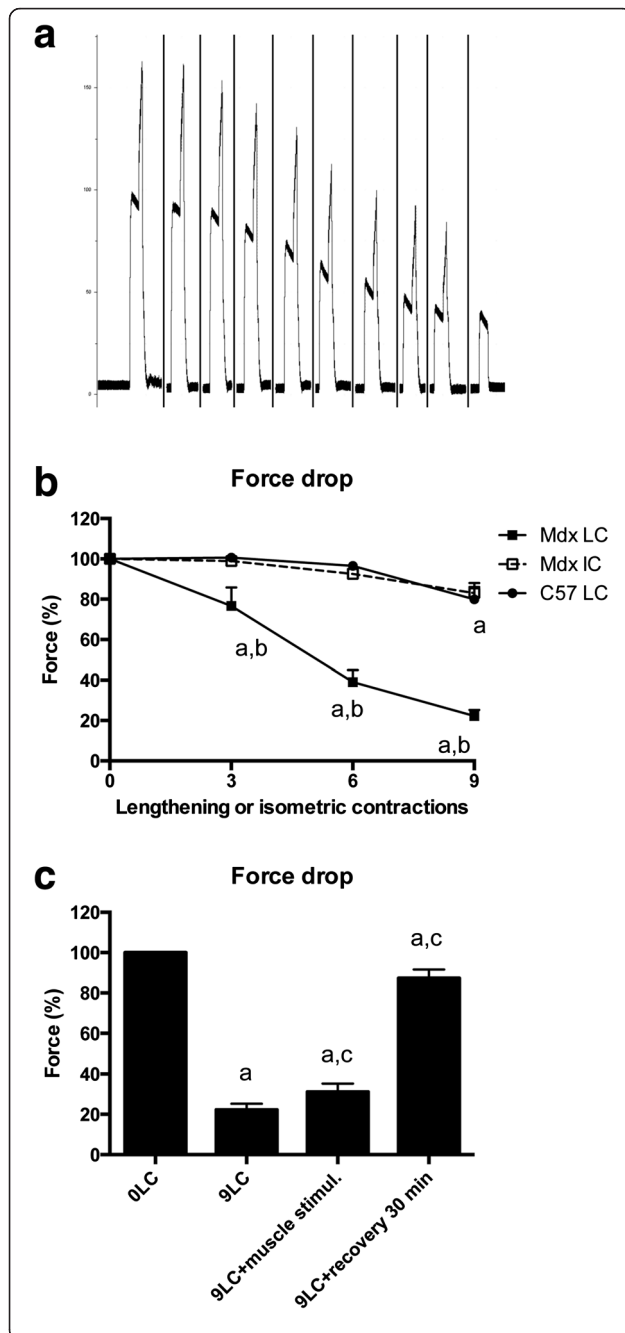 a
150
100
50
0
b
Force drop
120
100
80
60
40
20
0
Force (%)
0 3 6 9
Lengthening or isometric contractions
Mdx LC
Mdx IC
C57 LC
a
a,b
a,b
a,b
c
Force drop
120
100
80
60
40
20
0
Force (%)
a
a,c
a,c
0LC
9LC
9LC+muscle stimul.
9LC+recovery 30 min